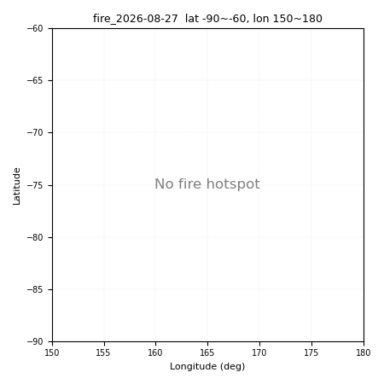 fire_2026-08-27  lat -90~-60, lon 150~180
−60
−65
−70
−75
−80
−85
−90
Latitude
No fire hotspot
150 155 160 165 170 175 180
Longitude (deg)